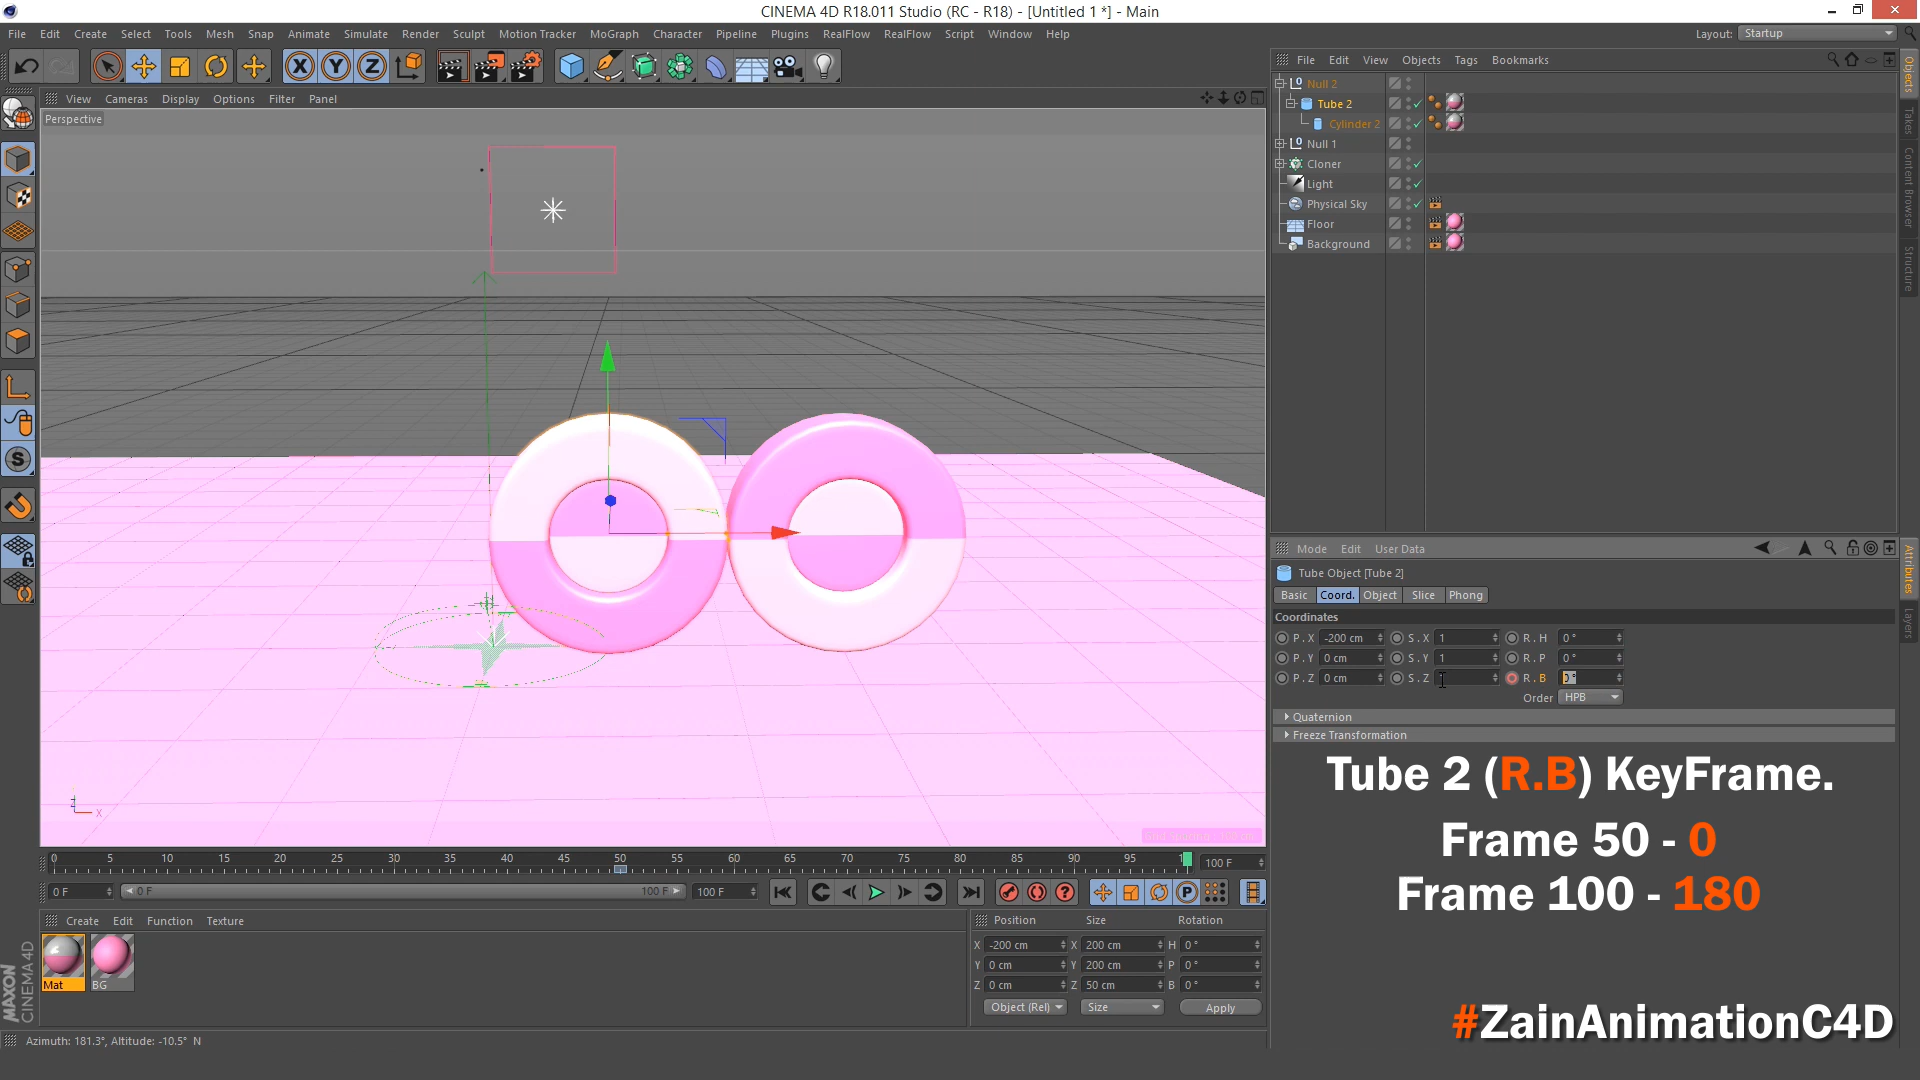 CINEMA 4D R18.011 Studio (RC - R18) - [Untitled 1 *] - Main
File Edit Create Select Tools Mesh Snap Animate Simulate Render Sculpt Motion Tracker MoGraph Character Pipeline Plugins RealFlow RealFlow Script Window Help
Layout: Startup
View Cameras Display Options Filter Panel
Perspective
File Edit View Objects Tags Bookmarks
Null 2
Tube 2
Cylinder 2
Null 1
Cloner
Light
Physical Sky
Floor
Background
Objects
Takes
Content Browser
Structure
Mode Edit User Data
Tube Object [Tube 2]
Basic Coord. Object Slice Phong
Coordinates
P . X -200 cm S . X 1 R . H 0 °
P . Y 0 cm S . Y 1 R . P 0 °
P . Z 0 cm S . Z R . B 0 °
Order HPB
Quaternion
Freeze Transformation
Attributes
Layers
Tube 2 (R.B) KeyFrame.
Frame 50 - 0
Frame 100 - 180
#ZainAnimationC4D
0 5 10 15 20 25 30 35 40 45 50 55 60 65 70 75 80 85 90 95 100 F
0 F 0 F 100 F 100 F
Create Edit Function Texture
Mat BG
MAXON
CINEMA 4D
Position Size Rotation
X -200 cm X 200 cm H 0 °
Y 0 cm Y 200 cm P 0 °
Z 0 cm Z 50 cm B 0 °
Object (Rel) Size Apply
Azimuth: 181.3°, Altitude: -10.5° N